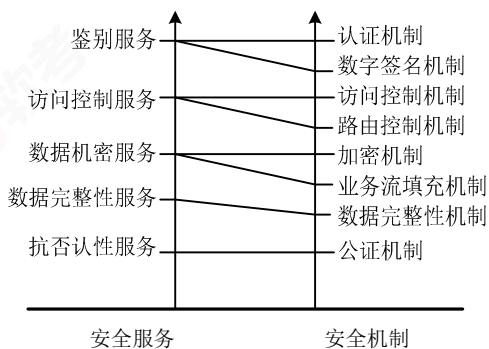 鉴别服务
认证机制
数字签名机制
访问控制服务
访问控制机制
路由控制机制
数据机密服务
加密机制
业务流填充机制
数据完整性服务
数据完整性机制
抗否认性服务
公证机制
安全服务
安全机制